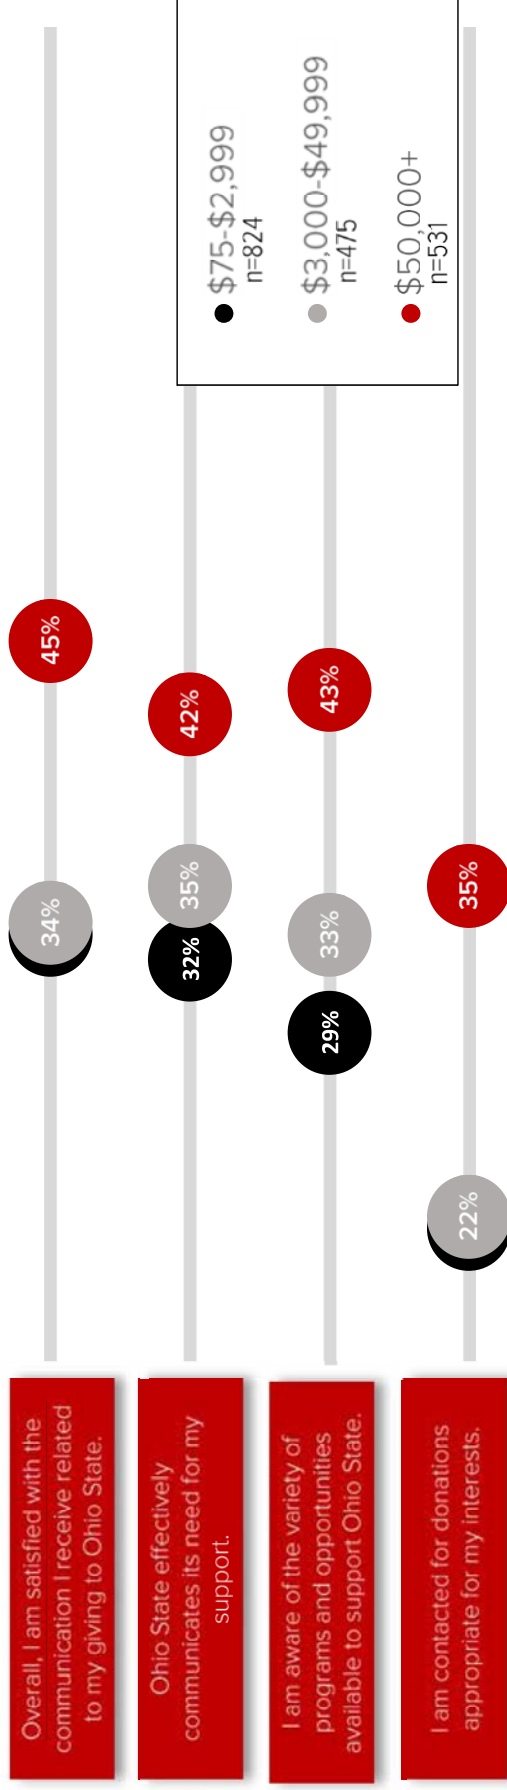 Overall, I am satisfied with the
communication I receive related
to my giving to Ohio State.
34%
45%
Ohio State effectively
communicates its need for my
support.
32%
35%
42%
I am aware of the variety of
programs and opportunities
available to support Ohio State.
29%
33%
43%
I am contacted for donations
appropriate for my interests.
22%
35%
$75-$2,999
n=824
$3,000-$49,999
n=475
$50,000+
n=531